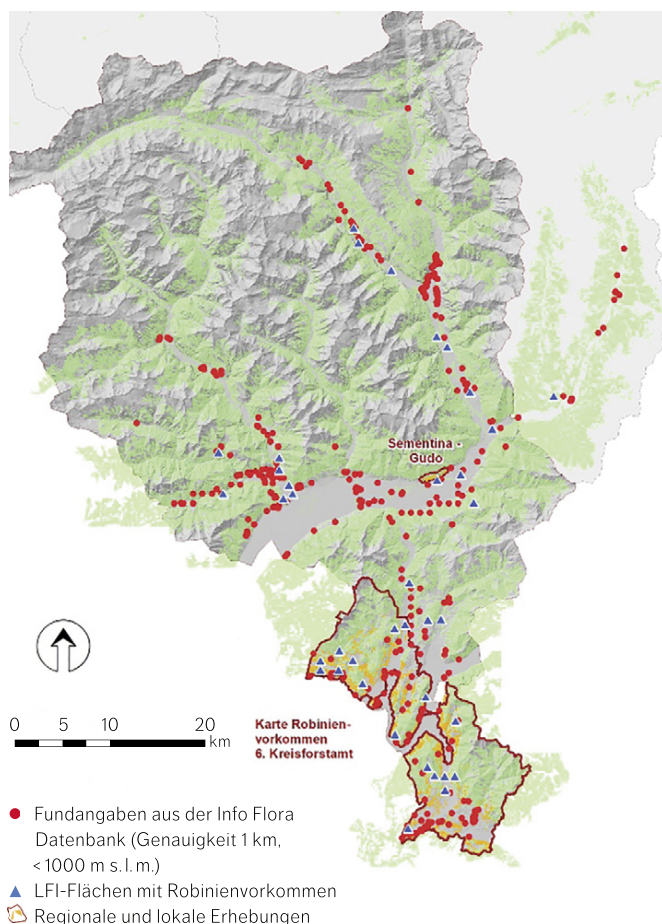 Sementina -
Gudo
0 5 10 20
km
Karte Robinien-
vorkommen
6. Kreisforstamt
Fundangaben aus der Info Flora
Datenbank (Genauigkeit 1 km,
< 1000 m s. l. m.)
LFI-Flächen mit Robinienvorkommen
Regionale und lokale Erhebungen